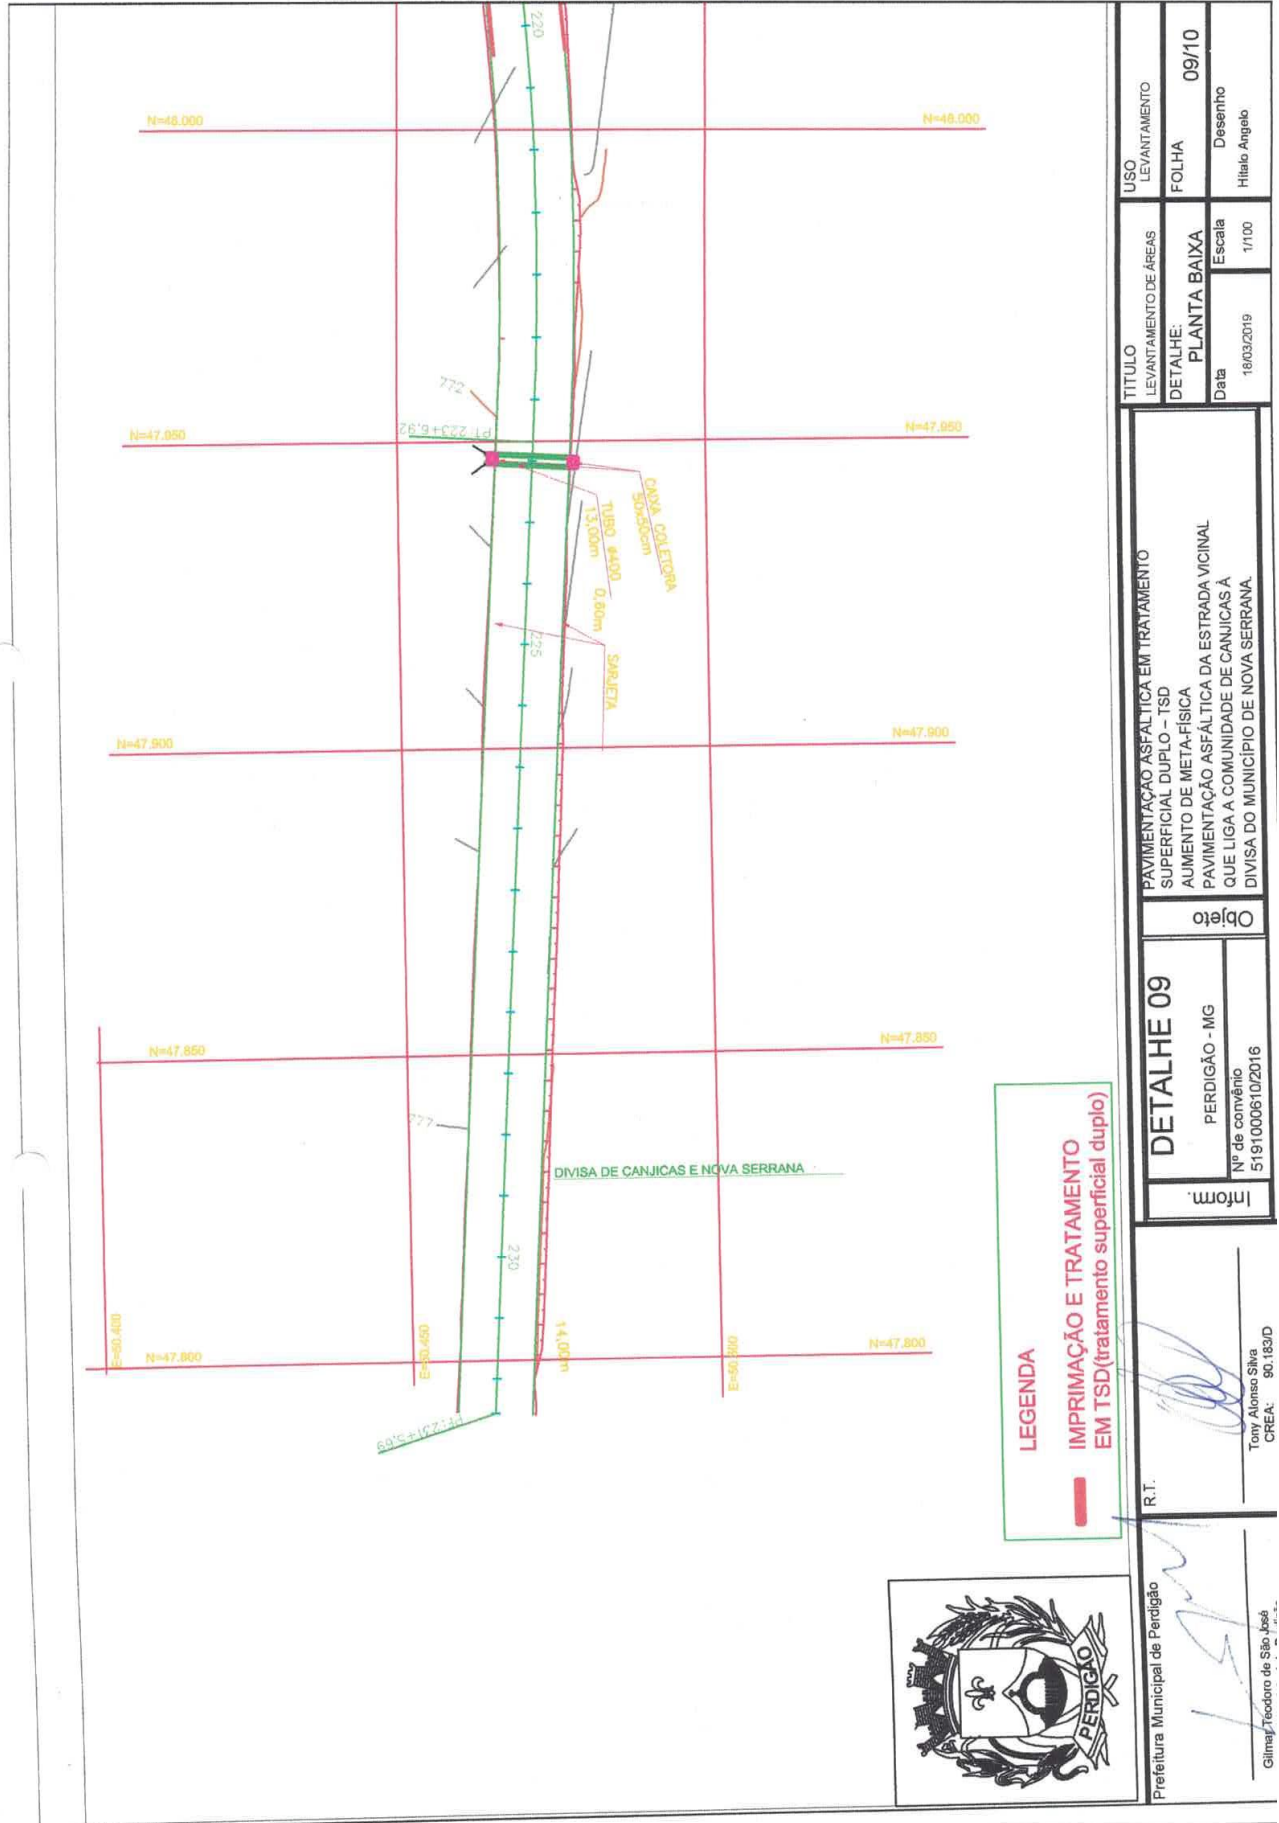 220
N=48.000
N=48.000
222
PT:223+6,92
N=47.950
N=47.950
CAIXA COLETORA
50x50cm
TUBO #400
13,00m
0,60m
SARJETA
225
N=47.900
N=47.900
N=47.850
N=47.850
227
DIVISA DE CANJICAS E NOVA SERRANA
230
14,00m
E=50.400
E=50.450
E=50.500
N=47.800
N=47.800
PF:231+5,69
LEGENDA
IMPRIMAÇÃO E TRATAMENTO
EM TSD(tratamento superficial duplo)
PERDIGÃO
Prefeitura Municipal de Perdigão
Gilmar Teodoro de São José
R.T.
Tony Alonso Silva
CREA: 90.183/D
Inform.
DETALHE 09
PERDIGÃO - MG
Nº de convênio
5191000610/2016
Objeto
PAVIMENTAÇÃO ASFALTICA EM TRATAMENTO
SUPERFICIAL DUPLO - TSD
AUMENTO DE META-FÍSICA
PAVIMENTAÇÃO ASFÁLTICA DA ESTRADA VICINAL
QUE LIGA A COMUNIDADE DE CANJICAS À
DIVISA DO MUNICÍPIO DE NOVA SERRANA.
TITULO
LEVANTAMENTO DE ÁREAS
USO
LEVANTAMENTO
DETALHE:
PLANTA BAIXA
FOLHA
09/10
Data
18/03/2019
Escala
1/100
Desenho
Hitalo Angelo